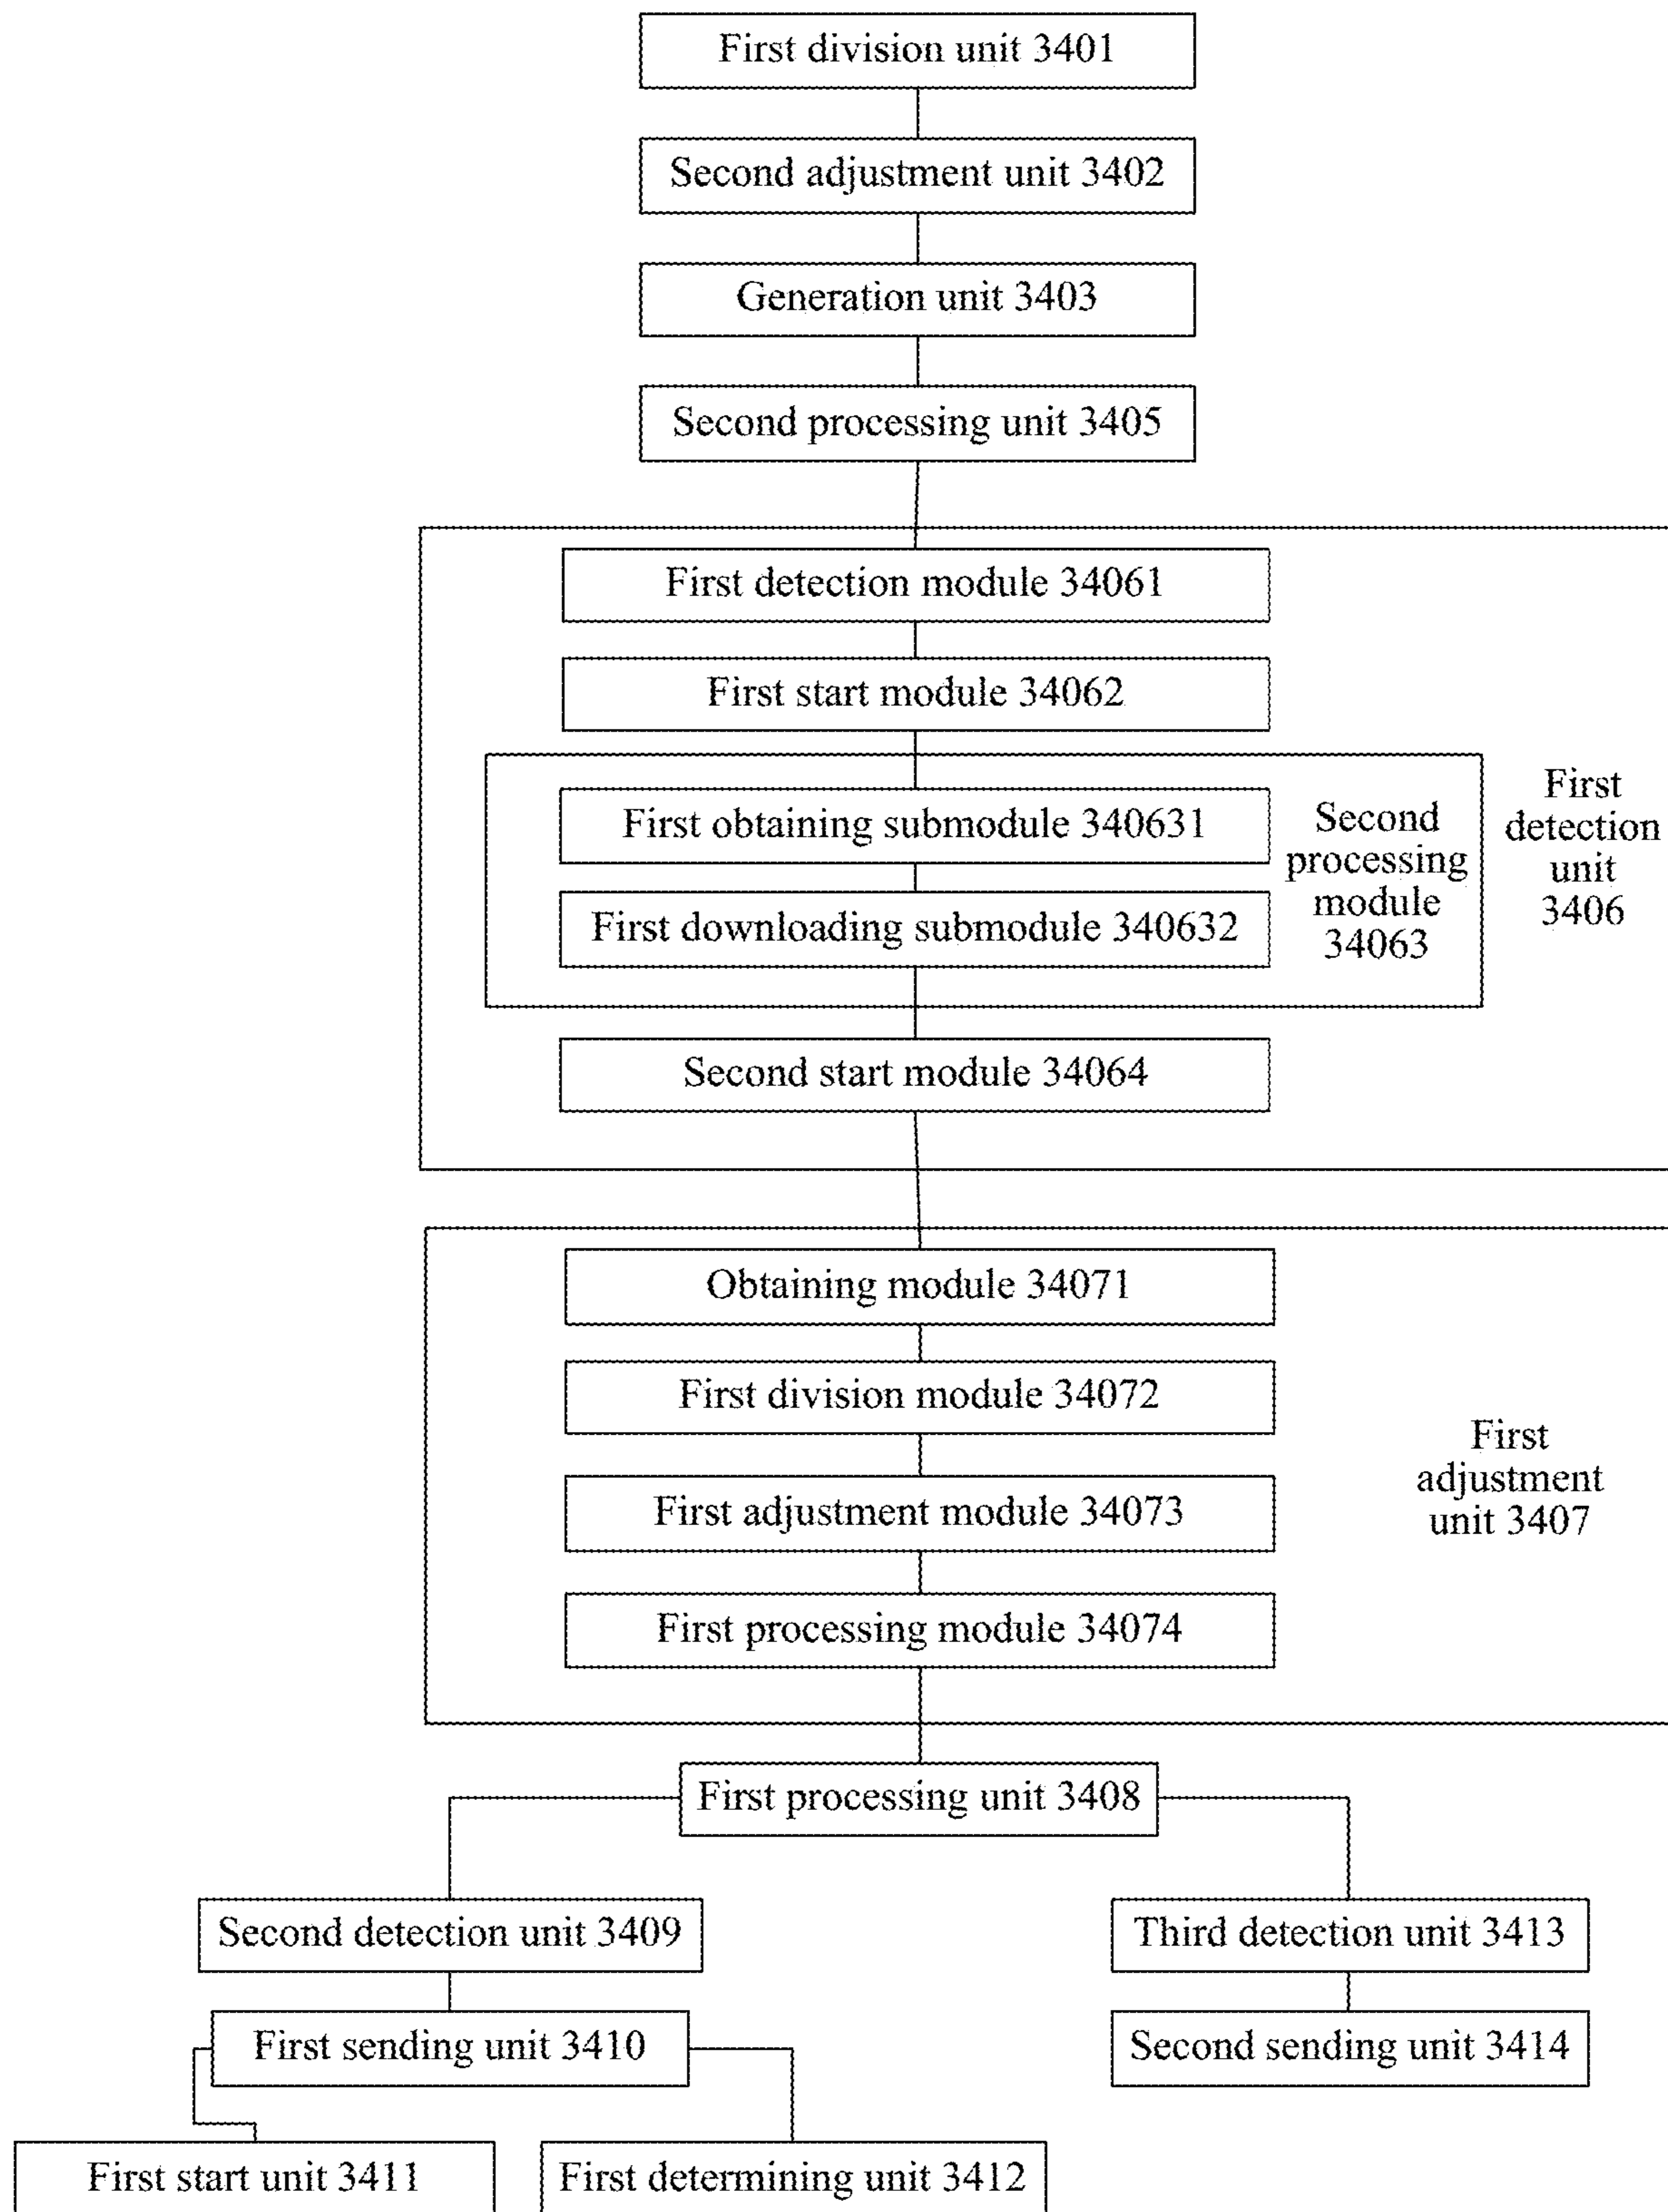 First division unit 3401
Second adjustment unit 3402
Generation unit 3403
Second processing unit 3405
First detection module 34061
First start module 34062
First obtaining submodule 340631
First downloading submodule 340632
Second
processing
module
34063
First
detection
unit
3406
Second start module 34064
Obtaining module 34071
First division module 34072
First adjustment module 34073
First processing module 34074
First
adjustment
unit 3407
First processing unit 3408
Second detection unit 3409
Third detection unit 3413
First sending unit 3410
Second sending unit 3414
First start unit 3411
First determining unit 3412